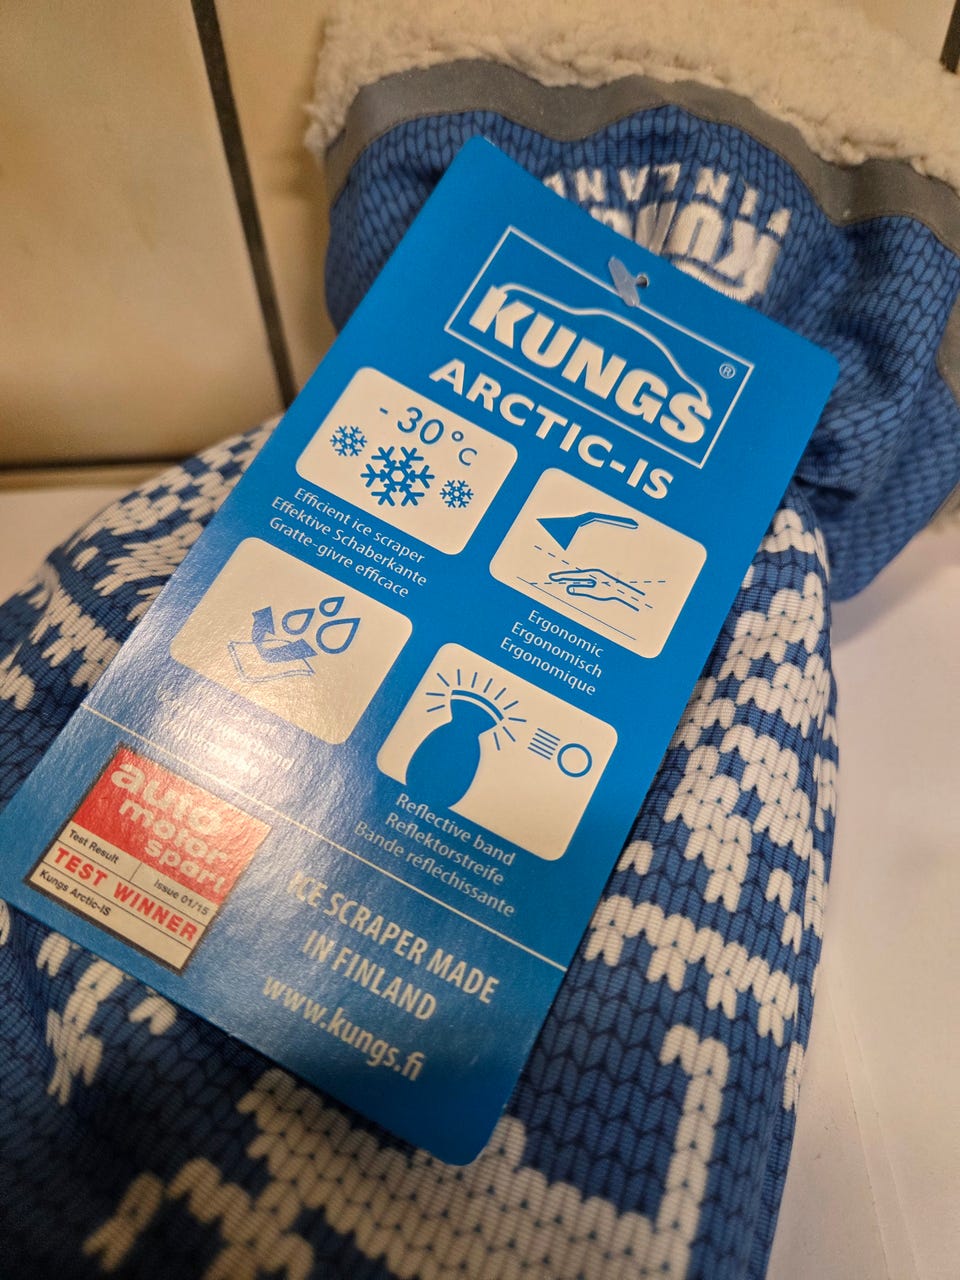 KUNGS
FINLAND
KUNGS®
ARCTIC-IS
-30°C
Efficient ice scraper
Effektive Schaberkante
Gratte-givre efficace
Ergonomic
Ergonomisch
Ergonomique
Reflective band
Reflektorstreife
Bande réfléchissante
auto
motor
sport
Test Result
Issue 01/15
TEST WINNER
Kungs Arctic-IS
ICE SCRAPER MADE
IN FINLAND
www.kungs.fi